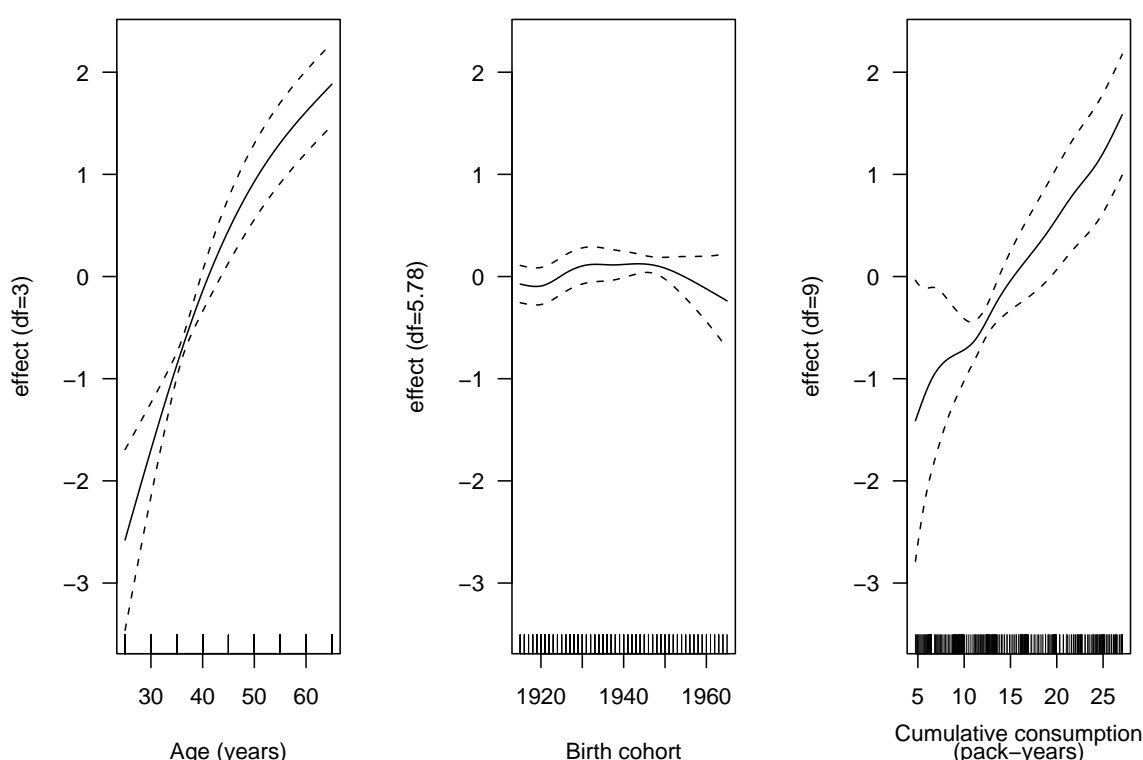 2
1
0
−1
−2
−3
effect (df=3)
30 40 50 60
Age (years)
2
1
0
−1
−2
−3
effect (df=5.78)
1920 1940 1960
Birth cohort
2
1
0
−1
−2
−3
effect (df=9)
5 10 15 20 25
Cumulative consumption
(pack−years)